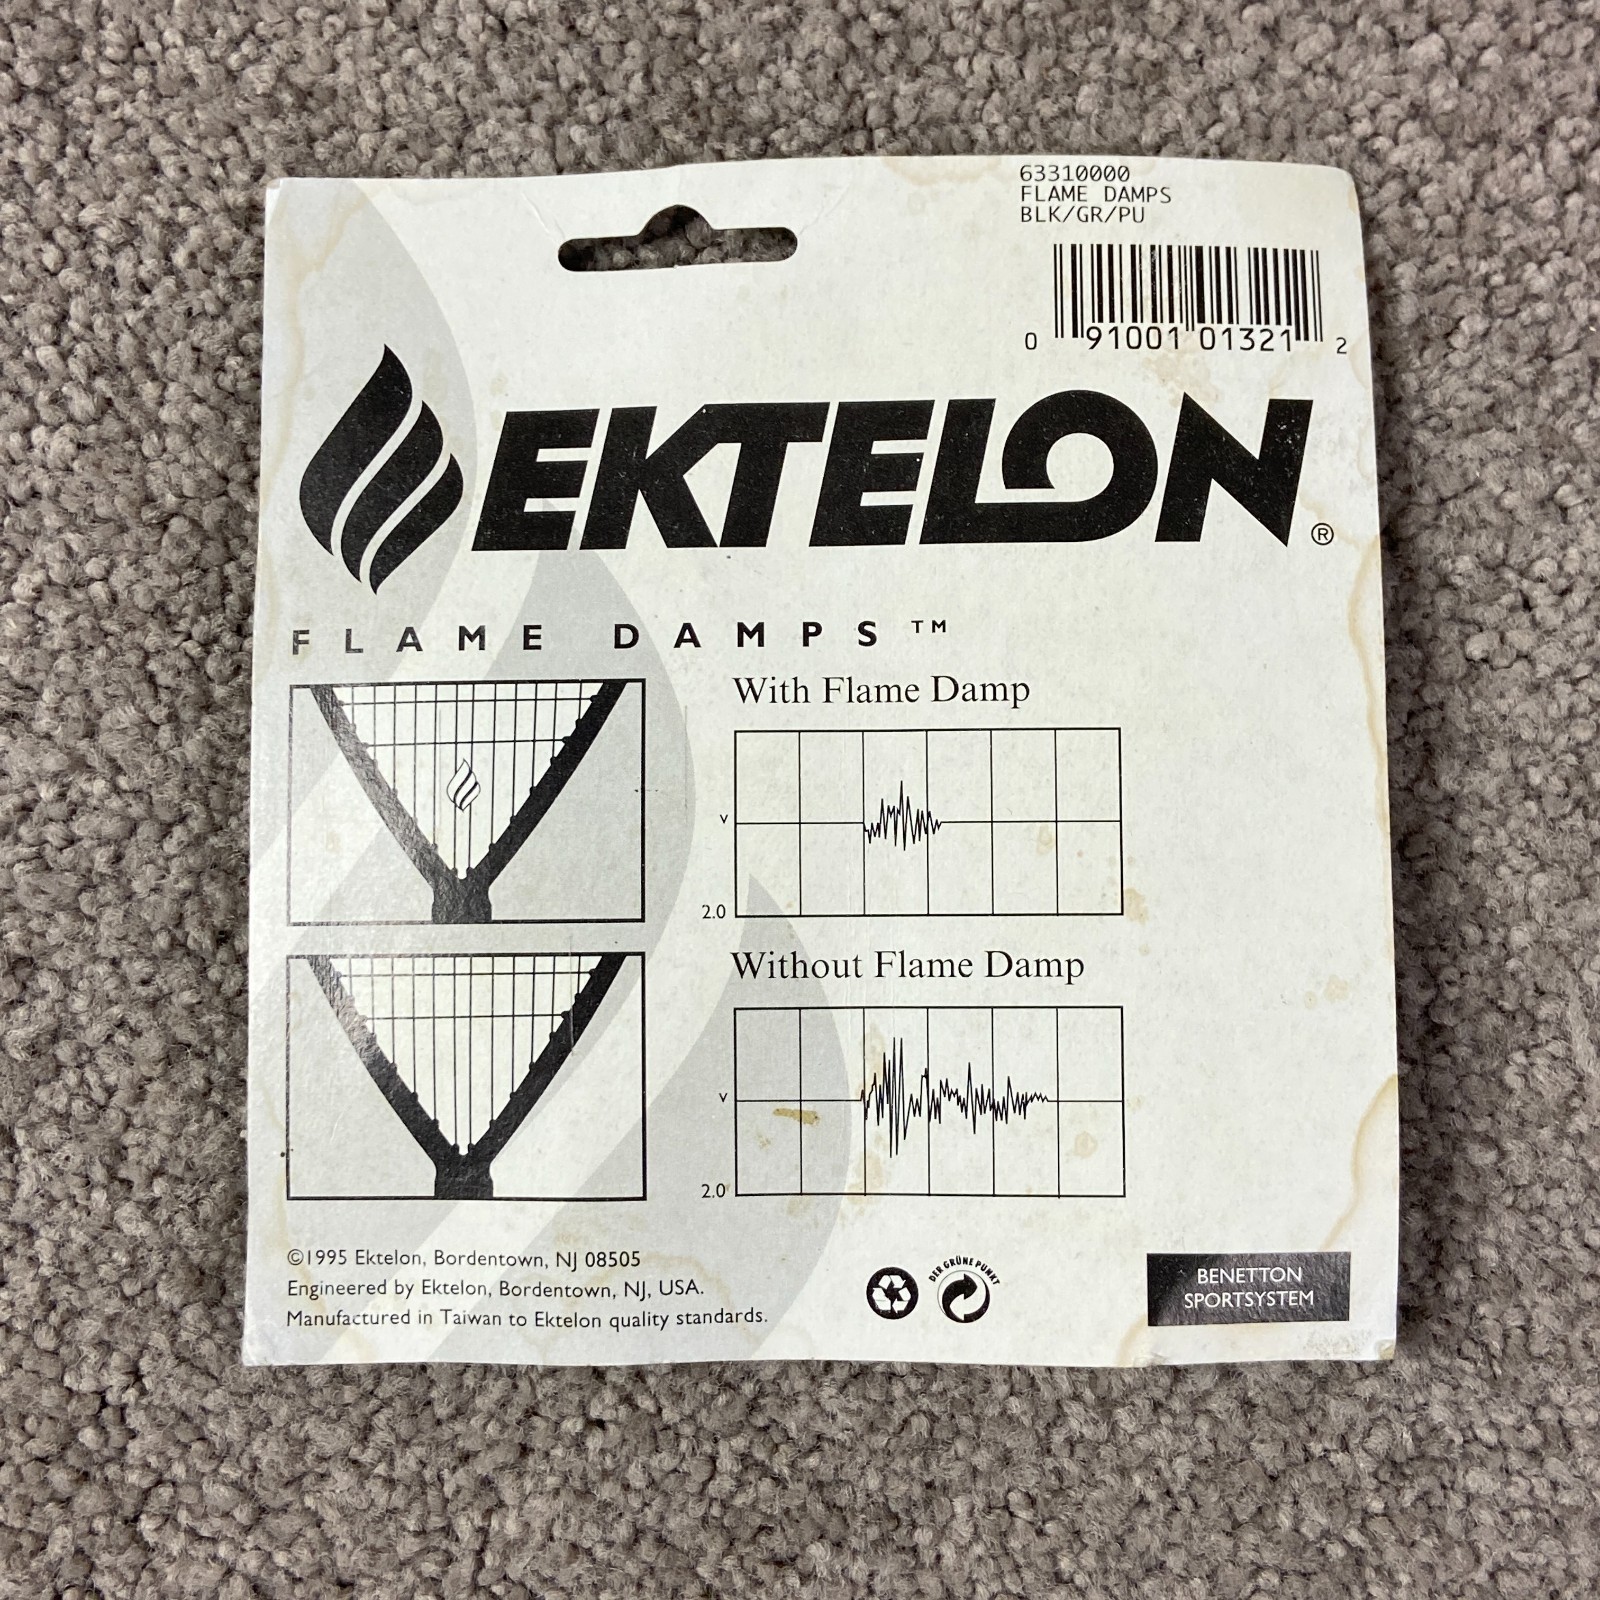 63310000
FLAME DAMPS
BLK/GR/PU
0 91001 01321 2
EKTELON®
FLAME DAMPS™
With Flame Damp
v
2.0
Without Flame Damp
v
2.0
©1995 Ektelon, Bordentown, NJ 08505
Engineered by Ektelon, Bordentown, NJ, USA.
Manufactured in Taiwan to Ektelon quality standards.
DER GRÜNE PUNKT
BENETTON
SPORTSYSTEM